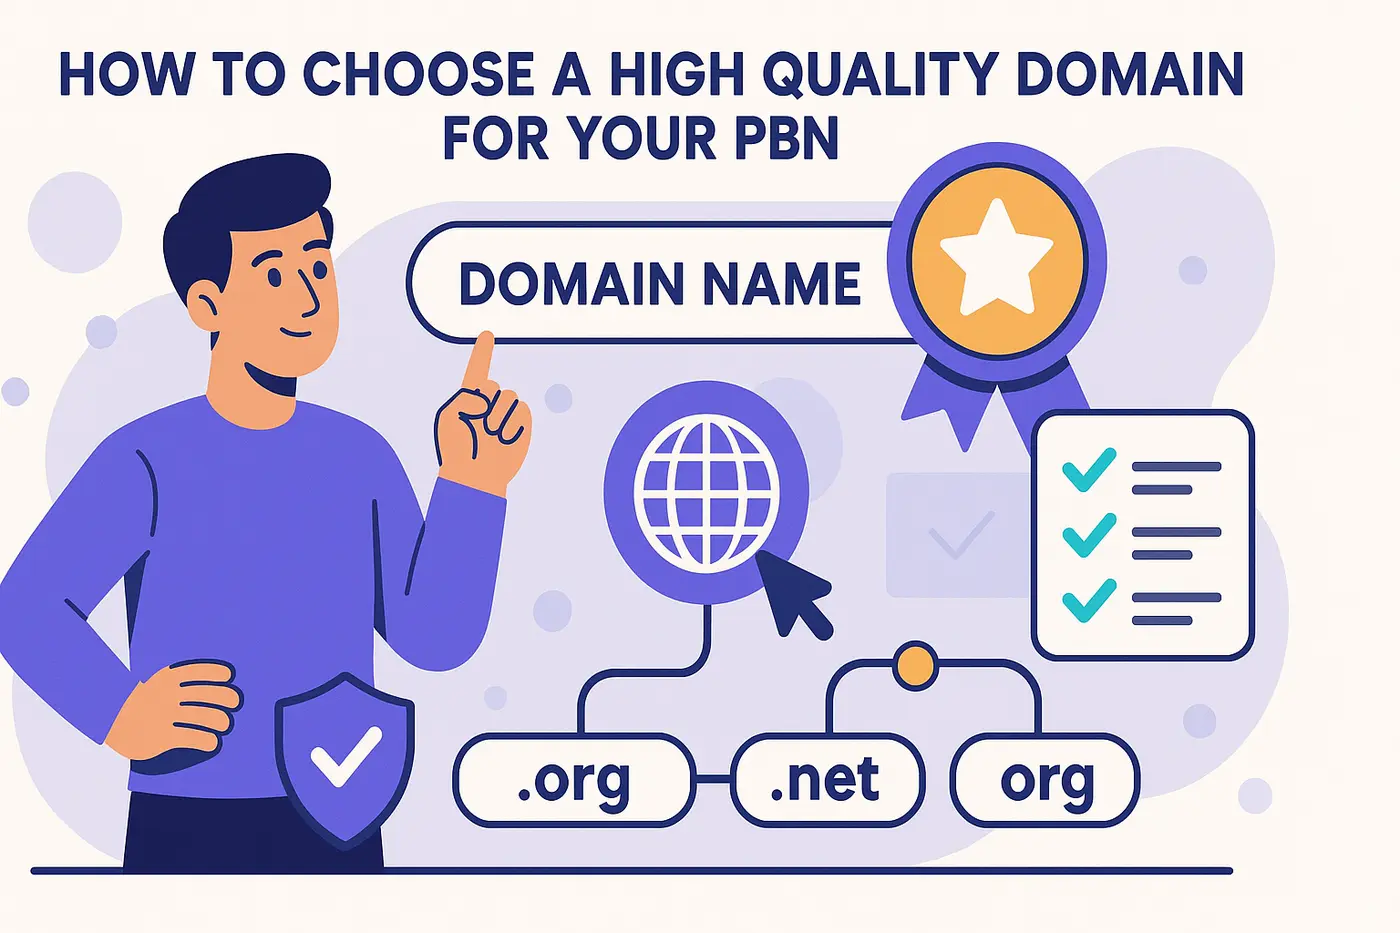 HOW TO CHOOSE A HIGH QUALITY DOMAIN
FOR YOUR PBN
DOMAIN NAME
.org
.net
org